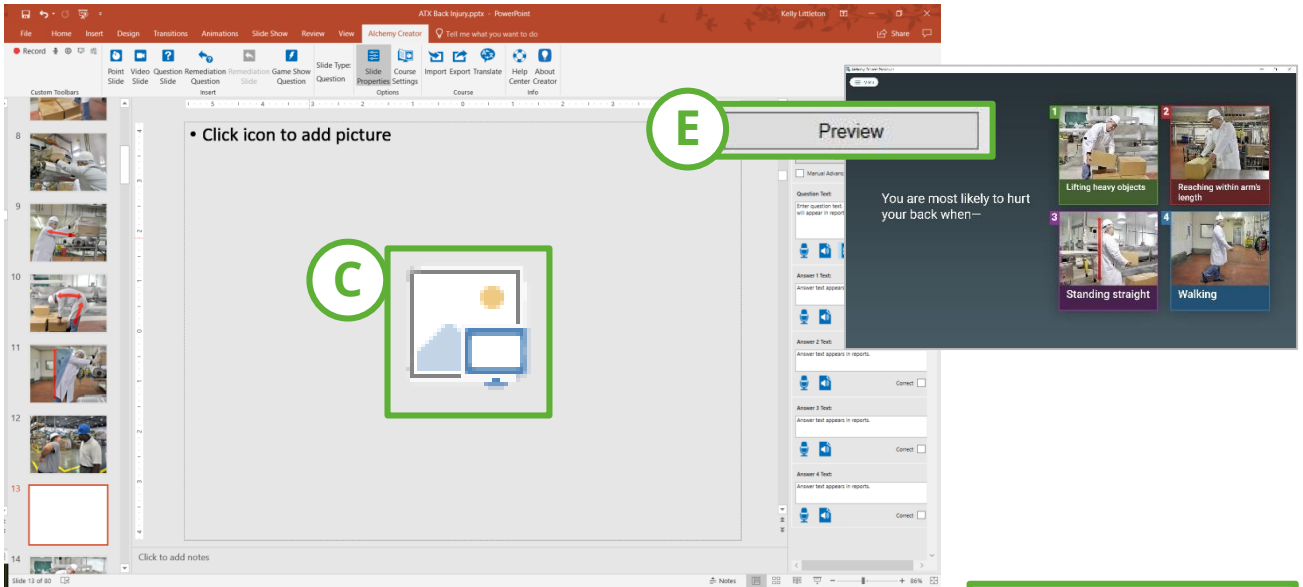 ATX Back Injury.pptx - PowerPoint
Kelly Littleton
File Home Insert Design Transitions Animations Slide Show Review View Alchemy Creator Tell me what you want to do
Share
Record
Point Slide
Video Slide
Question Slide
Remediation Question
Remediation Slide
Game Show Question
Slide Type:
Question
Slide Properties
Course Settings
Import Export Translate
Help Center
About Creator
Custom Toolbars Insert Options Course Info
8
9
10
11
12
13
14
• Click icon to add picture
C
E
Preview
Manual Advanc
Question Text:
Enter question text.
will appear in report
Answer 1 Text:
Answer text appears
Answer 2 Text:
Answer text appears in reports.
Correct
Answer 3 Text:
Answer text appears in reports.
Correct
Answer 4 Text:
Answer text appears in reports.
Correct
Menu
You are most likely to hurt
your back when—
1
Lifting heavy objects
2
Reaching within arm's
length
3
Standing straight
4
Walking
Click to add notes
Slide 13 of 80
Notes
86%